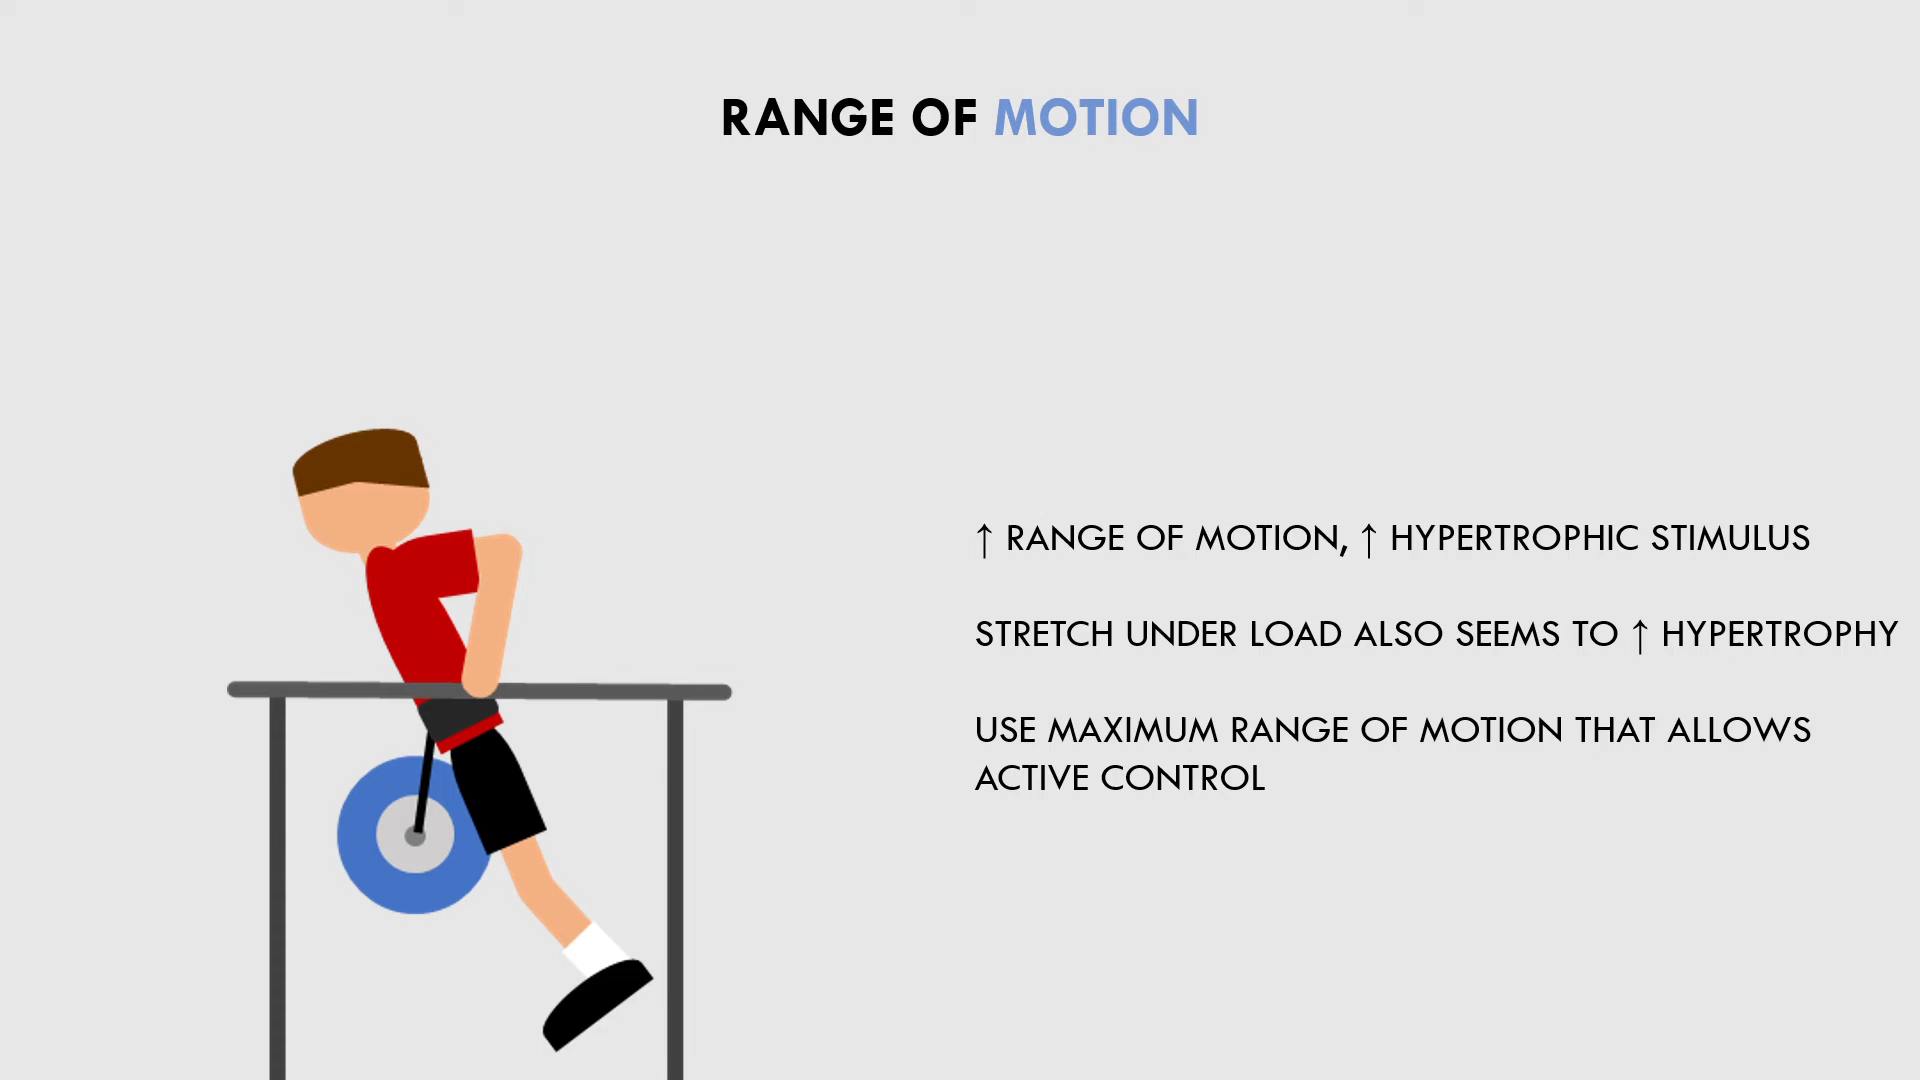 RANGE OF MOTION
↑ RANGE OF MOTION, ↑ HYPERTROPHIC STIMULUS
STRETCH UNDER LOAD ALSO SEEMS TO ↑ HYPERTROPHY
USE MAXIMUM RANGE OF MOTION THAT ALLOWS
ACTIVE CONTROL